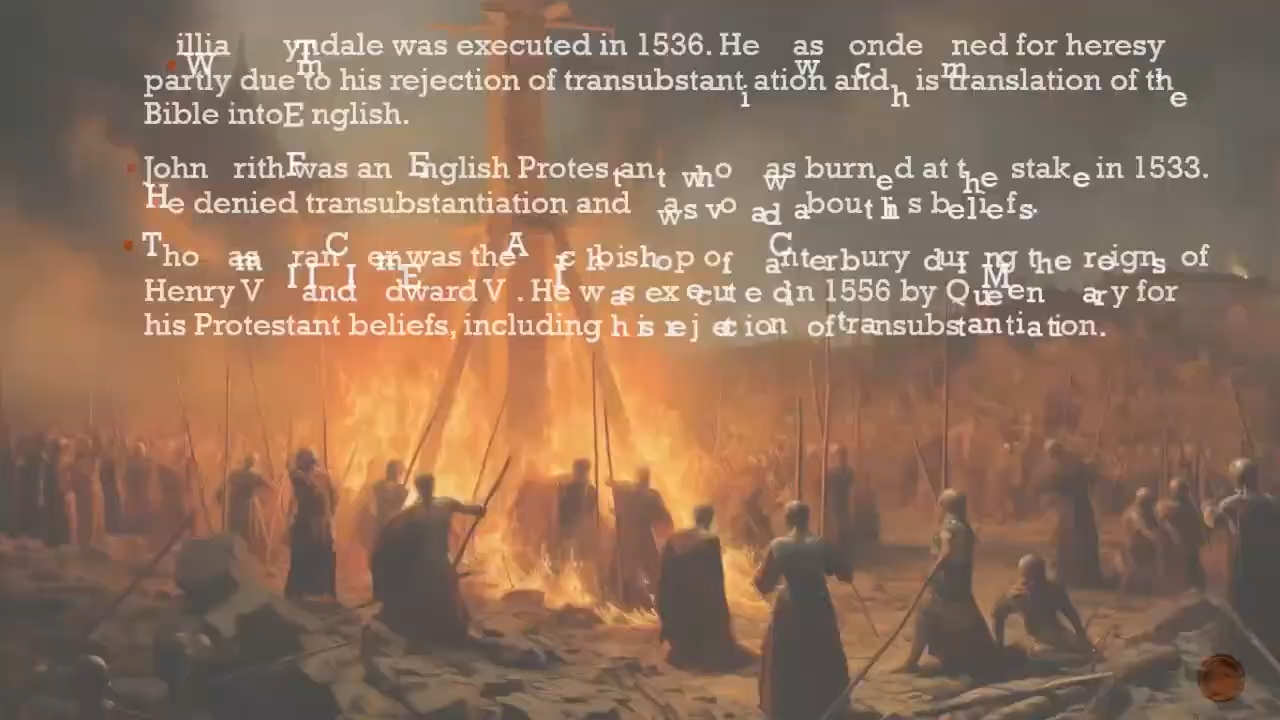 William Tyndale was executed in 1536. He was condemned for heresy
partly due to his rejection of transubstantiation and his translation of the
Bible into English.
John Frith was an English Protestant who was burned at the stake in 1533.
He denied transubstantiation and was vocal about his beliefs.
Thomas Cranmer was the Archbishop of Canterbury during the reigns of
Henry VIII and Edward VI. He was executed in 1556 by Queen Mary for
his Protestant beliefs, including his rejection of transubstantiation.